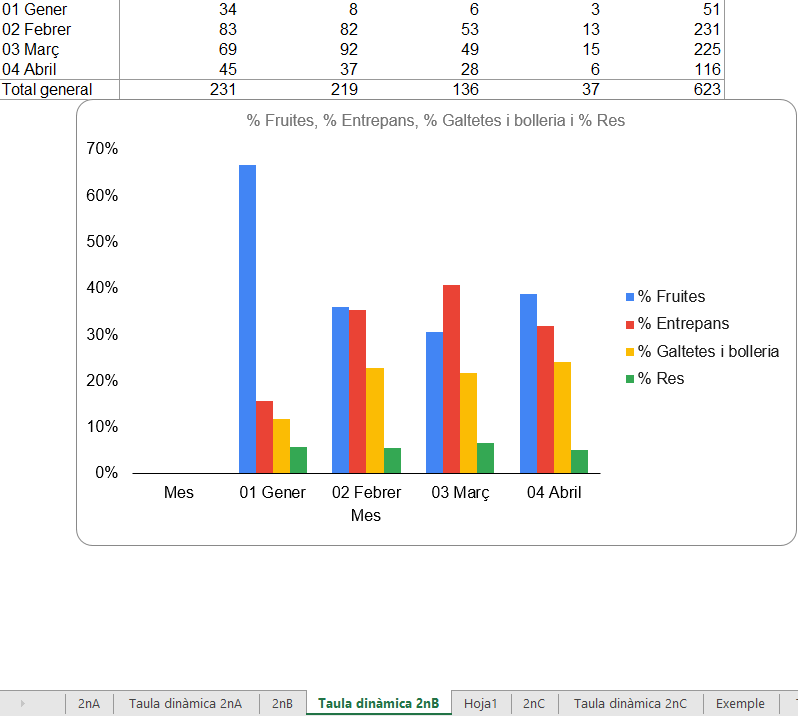 01 Gener 34 8 6 3 51
02 Febrer 83 82 53 13 231
03 Març 69 92 49 15 225
04 Abril 45 37 28 6 116
Total general 231 219 136 37 623
% Fruites, % Entrepans, % Galtetes i bolleria i % Res
70%
60%
50%
40%
30%
20%
10%
0%
% Fruites
% Entrepans
% Galtetes i bolleria
% Res
Mes 01 Gener 02 Febrer 03 Març 04 Abril
Mes
2nA Taula dinàmica 2nA 2nB Taula dinàmica 2nB Hoja1 2nC Taula dinàmica 2nC Exemple